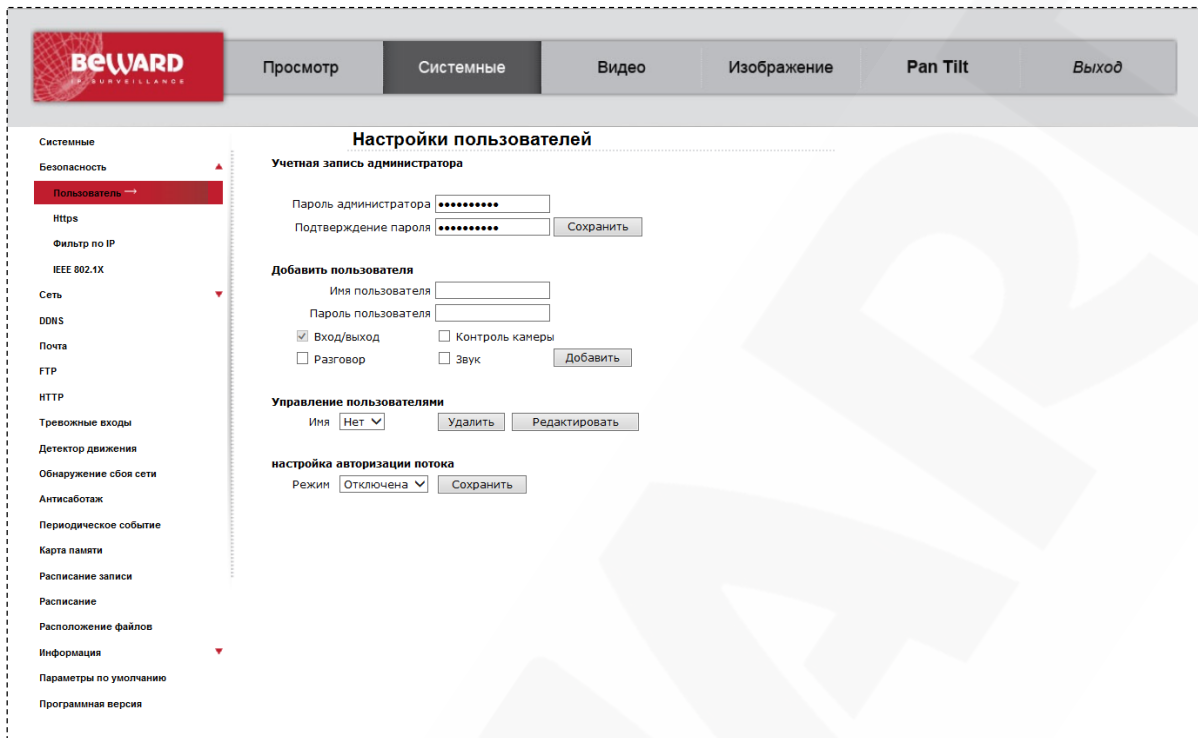 BEWARD
IP SURVEILLANCE
Просмотр
Системные
Видео
Изображение
Pan Tilt
Выход
Системные
Безопасность
Пользователь →
Https
Фильтр по IP
IEEE 802.1X
Сеть
DDNS
Почта
FTP
HTTP
Тревожные входы
Детектор движения
Обнаружение сбоя сети
Антисаботаж
Периодическое событие
Карта памяти
Расписание записи
Расписание
Расположение файлов
Информация
Параметры по умолчанию
Программная версия
Настройки пользователей
Учетная запись администратора
Пароль администратора ••••••••••
Подтверждение пароля •••••••••• Сохранить
Добавить пользователя
Имя пользователя
Пароль пользователя
Вход/выход Контроль камеры
Разговор Звук Добавить
Управление пользователями
Имя Нет Удалить Редактировать
настройка авторизации потока
Режим Отключена Сохранить